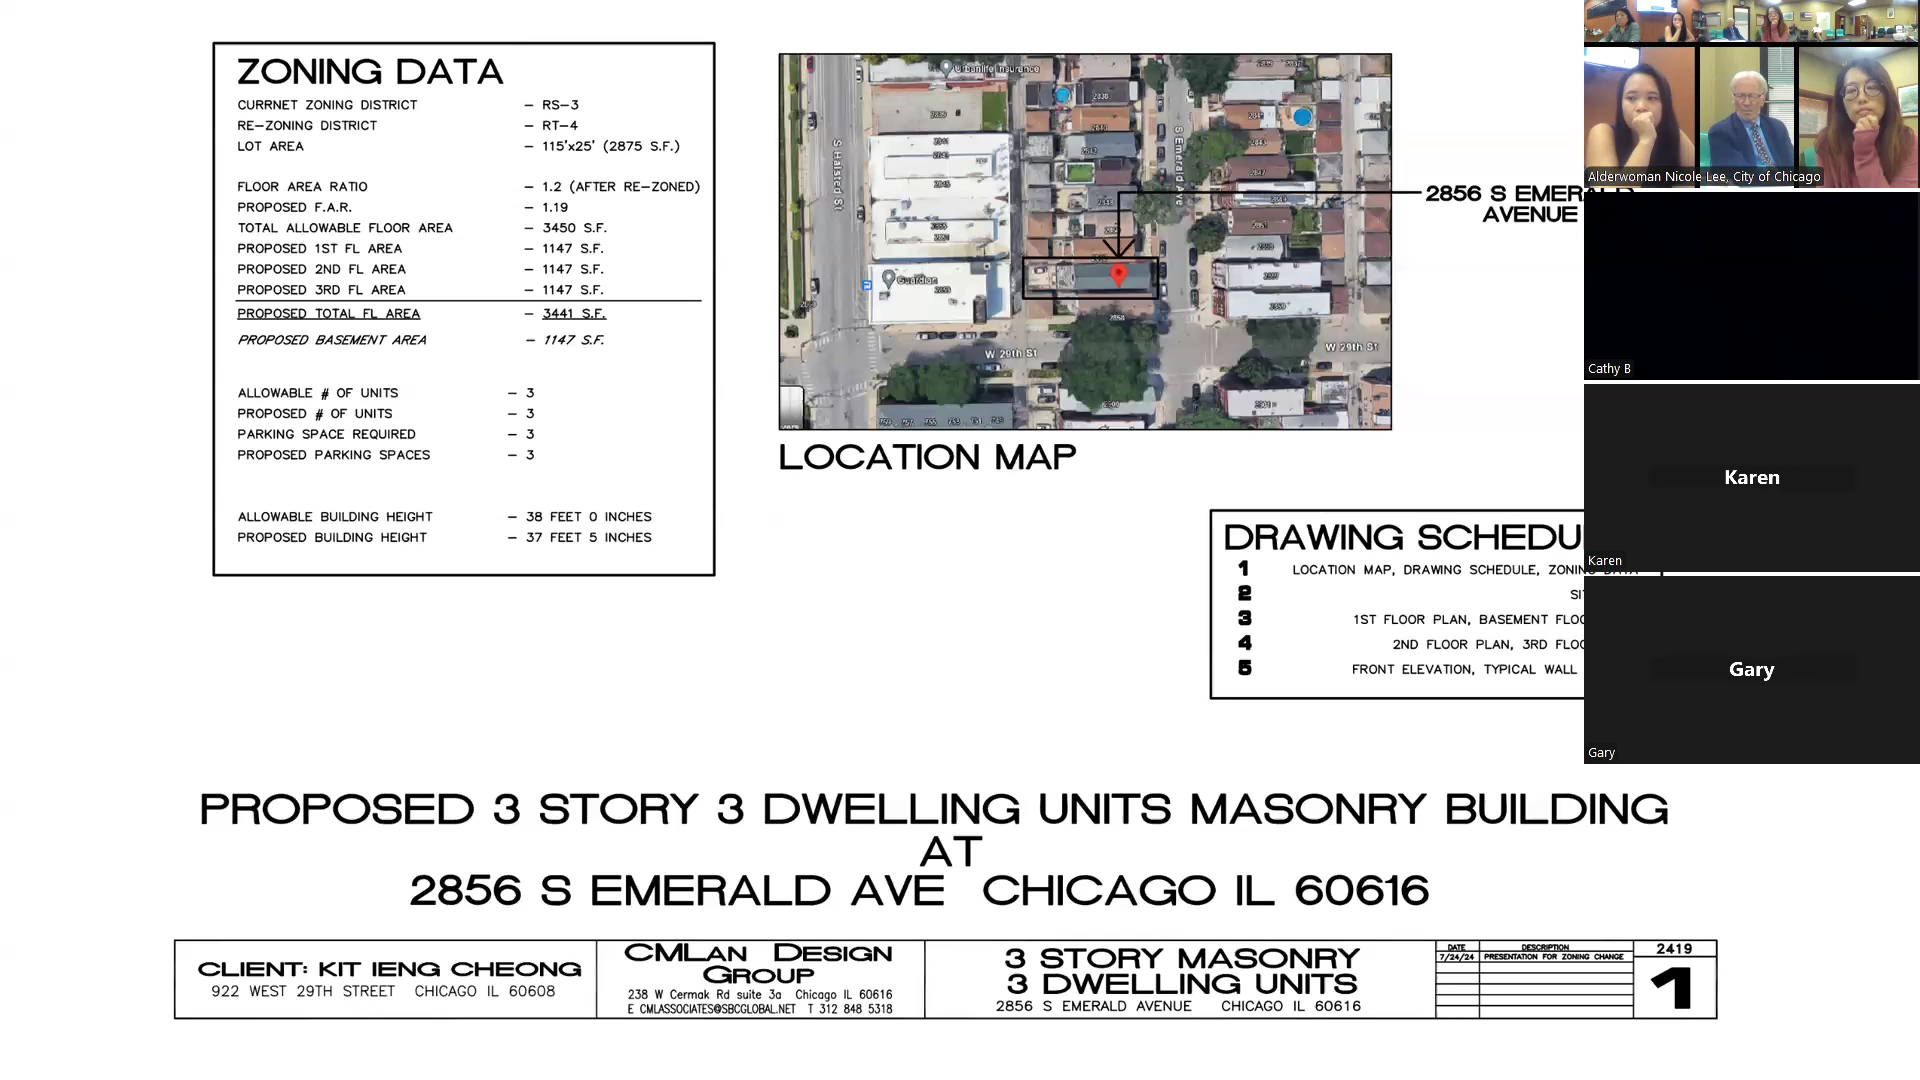 ZONING DATA
CURRNET ZONING DISTRICT – RS-3
RE-ZONING DISTRICT – RT-4
LOT AREA – 115'x25' (2875 S.F.)
FLOOR AREA RATIO – 1.2 (AFTER RE-ZONED)
PROPOSED F.A.R. – 1.19
TOTAL ALLOWABLE FLOOR AREA – 3450 S.F.
PROPOSED 1ST FL AREA – 1147 S.F.
PROPOSED 2ND FL AREA – 1147 S.F.
PROPOSED 3RD FL AREA – 1147 S.F.
PROPOSED TOTAL FL AREA – 3441 S.F.
PROPOSED BASEMENT AREA – 1147 S.F.
ALLOWABLE # OF UNITS – 3
PROPOSED # OF UNITS – 3
PARKING SPACE REQUIRED – 3
PROPOSED PARKING SPACES – 3
ALLOWABLE BUILDING HEIGHT – 38 FEET 0 INCHES
PROPOSED BUILDING HEIGHT – 37 FEET 5 INCHES
Urbanlife Insurance
S Halsted St
S Emerald Ave
Guardian
W 29th St
W 29th St
2856 S EMERALD
AVENUE
LOCATION MAP
DRAWING SCHEDU
1 LOCATION MAP, DRAWING SCHEDULE, ZONING DATA
2 SI
3 1ST FLOOR PLAN, BASEMENT FLOO
4 2ND FLOOR PLAN, 3RD FLOO
5 FRONT ELEVATION, TYPICAL WALL
Alderwoman Nicole Lee, City of Chicago
Cathy B
Karen
Karen
Gary
Gary
PROPOSED 3 STORY 3 DWELLING UNITS MASONRY BUILDING
AT
2856 S EMERALD AVE CHICAGO IL 60616
CLIENT: KIT IENG CHEONG
922 WEST 29TH STREET CHICAGO IL 60608
CMLAN DESIGN
GROUP
238 W Cermak Rd suite 3a Chicago IL 60616
E CMLASSOCIATES@SBCGLOBAL.NET T 312 848 5318
3 STORY MASONRY
3 DWELLING UNITS
2856 S EMERALD AVENUE CHICAGO IL 60616
DATE DESCRIPTION
7/24/24 PRESENTATION FOR ZONING CHANGE
2419
1